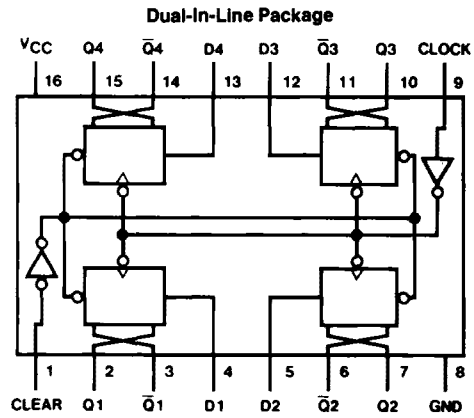 Dual-In-Line Package
VCC Q4 Q̅4 D4 D3 Q̅3 Q3 CLOCK
16 15 14 13 12 11 10 9
1 2 3 4 5 6 7 8
CLEAR Q1 Q̅1 D1 D2 Q̅2 Q2 GND